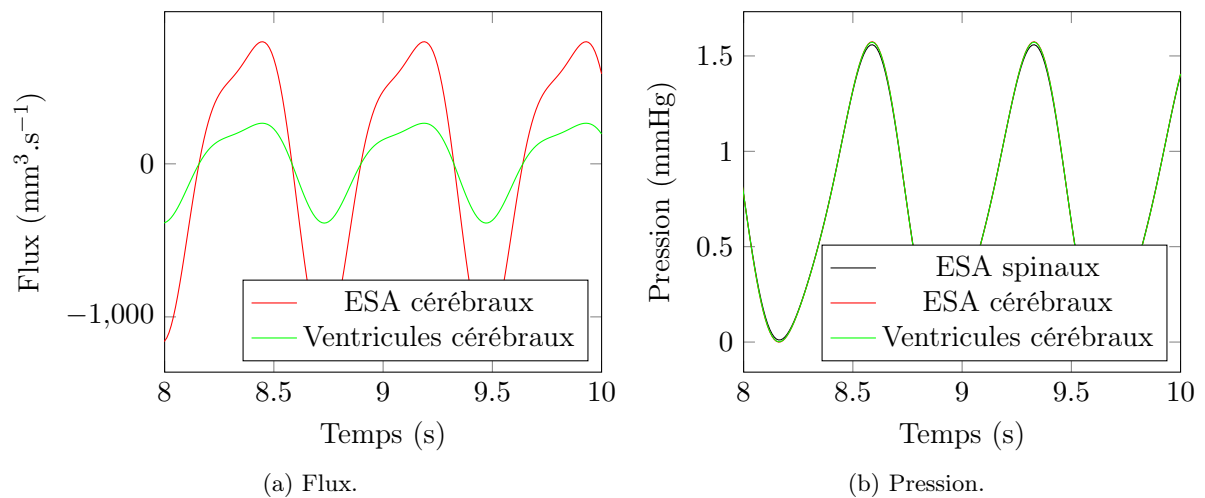 0
−1,000
Flux (mm³.s⁻¹)
ESA cérébraux
Ventricules cérébraux
8
8.5
9
9.5
10
Temps (s)
(a) Flux.
1.5
1
0.5
0
Pression (mmHg)
ESA spinaux
ESA cérébraux
Ventricules cérébraux
8
8.5
9
9.5
10
Temps (s)
(b) Pression.